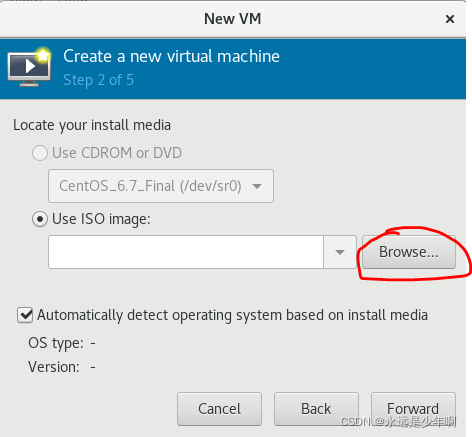 New VM
Create a new virtual machine
Step 2 of 5
Locate your install media
Use CDROM or DVD
CentOS_6.7_Final (/dev/sr0)
Use ISO image:
Browse...
Automatically detect operating system based on install media
OS type: -
Version: -
Cancel Back Forward
CSDN @永远是少年啊